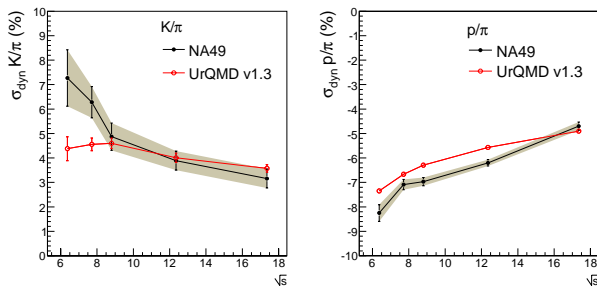 K/π
NA49
UrQMD v1.3
σdyn K/π (%)
10
9
8
7
6
5
4
3
2
1
0
6 8 10 12 14 16 18
√s
p/π
NA49
UrQMD v1.3
σdyn p/π (%)
0
-1
-2
-3
-4
-5
-6
-7
-8
-9
-10
6 8 10 12 14 16 18
√s